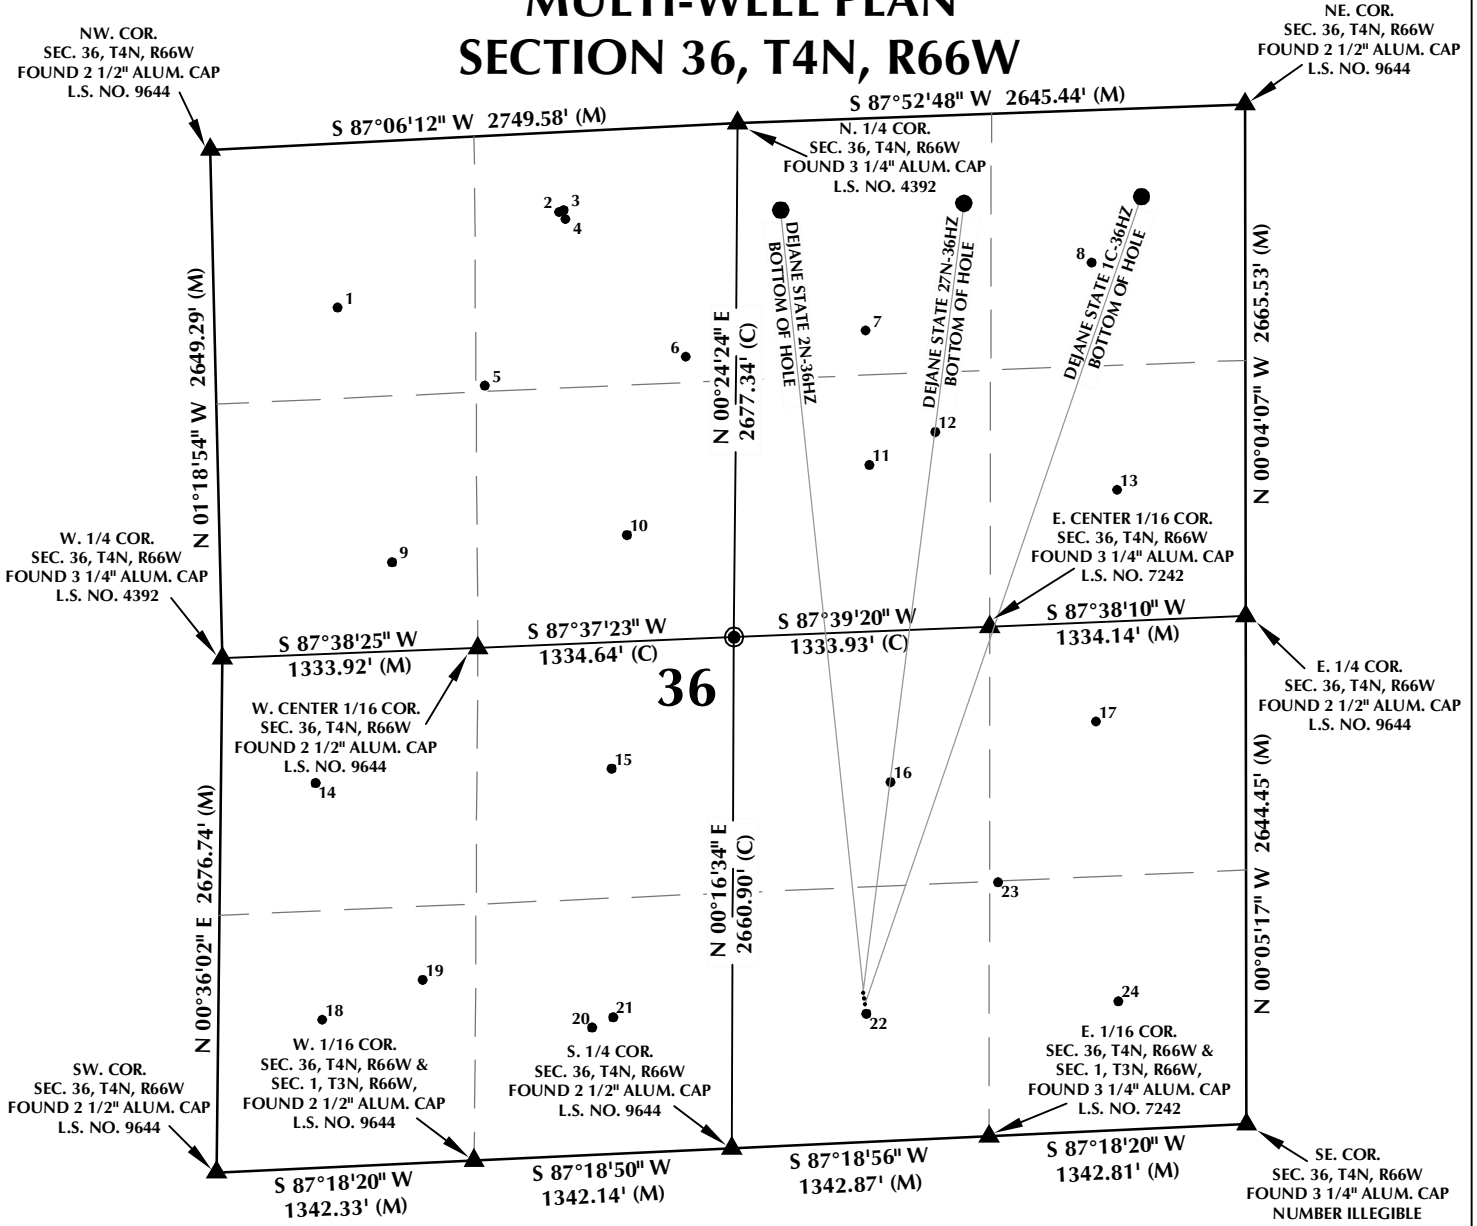 MULTI-WELL PLAN
SECTION 36, T4N, R66W
NW. COR.
SEC. 36, T4N, R66W
FOUND 2 1/2" ALUM. CAP
L.S. NO. 9644
NE. COR.
SEC. 36, T4N, R66W
FOUND 2 1/2" ALUM. CAP
L.S. NO. 9644
S 87°06'12" W 2749.58' (M)
S 87°52'48" W 2645.44' (M)
N. 1/4 COR.
SEC. 36, T4N, R66W
FOUND 3 1/4" ALUM. CAP
L.S. NO. 4392
2
3
4
1
5
6
7
8
DEJANE STATE 2N-36HZ
BOTTOM OF HOLE
DEJANE STATE 27N-36HZ
BOTTOM OF HOLE
DEJANE STATE 1C-36HZ
BOTTOM OF HOLE
N 01°18'54" W 2649.29' (M)
N 00°24'24" E
2677.34' (C)
N 00°04'07" W 2665.53' (M)
12
11
13
10
9
E. CENTER 1/16 COR.
SEC. 36, T4N, R66W
FOUND 3 1/4" ALUM. CAP
L.S. NO. 7242
W. 1/4 COR.
SEC. 36, T4N, R66W
FOUND 3 1/4" ALUM. CAP
L.S. NO. 4392
S 87°38'25" W
1333.92' (M)
S 87°37'23" W
1334.64' (C)
S 87°39'20" W
1333.93' (C)
S 87°38'10" W
1334.14' (M)
36
E. 1/4 COR.
SEC. 36, T4N, R66W
FOUND 2 1/2" ALUM. CAP
L.S. NO. 9644
W. CENTER 1/16 COR.
SEC. 36, T4N, R66W
FOUND 2 1/2" ALUM. CAP
L.S. NO. 9644
14
15
16
17
N 00°36'02" E 2676.74' (M)
N 00°16'34" E
2660.90' (C)
N 00°05'17" W 2644.45' (M)
23
19
18
20
21
22
24
SW. COR.
SEC. 36, T4N, R66W
FOUND 2 1/2" ALUM. CAP
L.S. NO. 9644
W. 1/16 COR.
SEC. 36, T4N, R66W &
SEC. 1, T3N, R66W,
FOUND 2 1/2" ALUM. CAP
L.S. NO. 9644
S. 1/4 COR.
SEC. 36, T4N, R66W
FOUND 2 1/2" ALUM. CAP
L.S. NO. 9644
E. 1/16 COR.
SEC. 36, T4N, R66W &
SEC. 1, T3N, R66W,
FOUND 3 1/4" ALUM. CAP
L.S. NO. 7242
S 87°18'20" W
1342.33' (M)
S 87°18'50" W
1342.14' (M)
S 87°18'56" W
1342.87' (M)
S 87°18'20" W
1342.81' (M)
SE. COR.
SEC. 36, T4N, R66W
FOUND 3 1/4" ALUM. CAP
NUMBER ILLEGIBLE